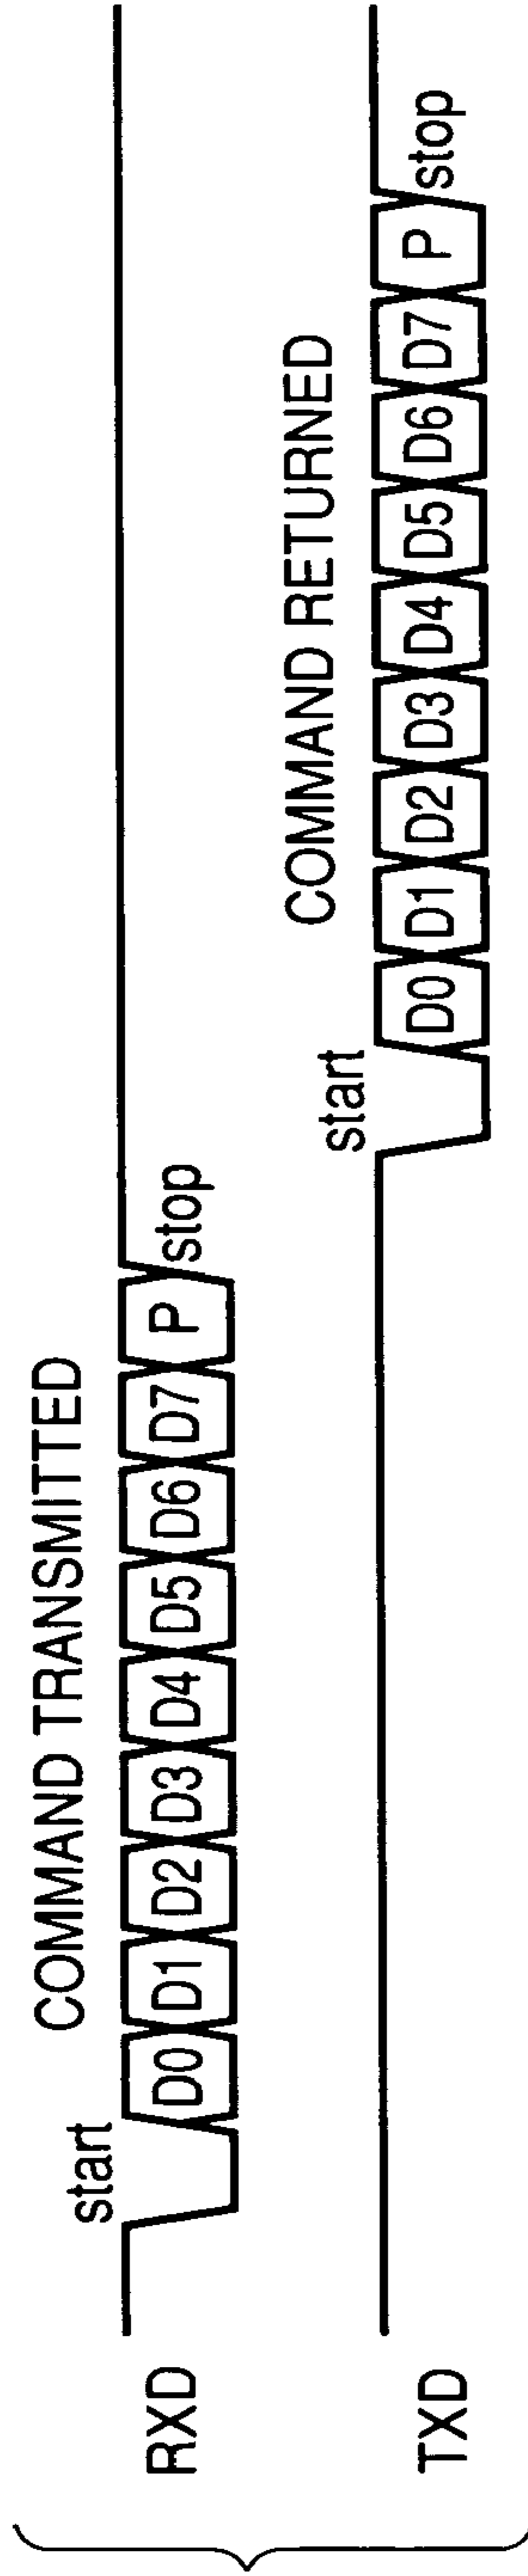 COMMAND TRANSMITTED
start
RXD
D0 D1 D2 D3 D4 D5 D6 D7 P stop
COMMAND RETURNED
start
TXD
D0 D1 D2 D3 D4 D5 D6 D7 P stop